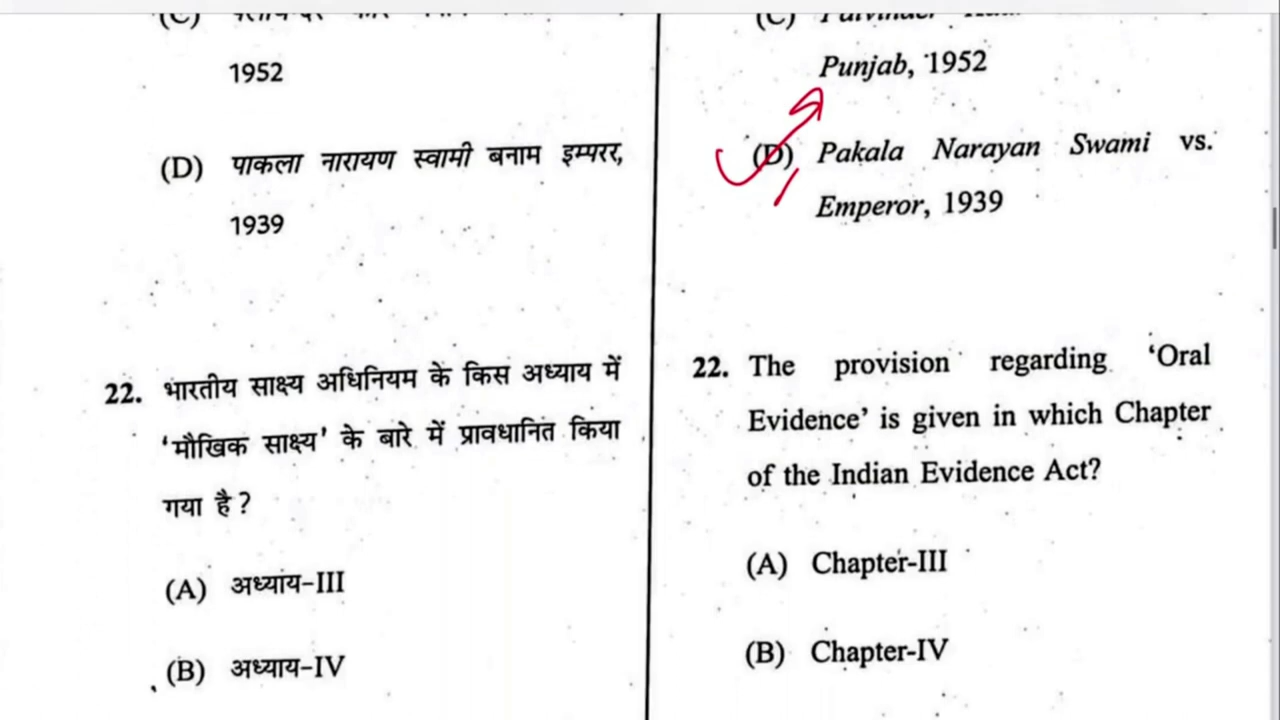 1952
(D) पाकला नारायण स्वामी बनाम इम्परर,
1939
22. भारतीय साक्ष्य अधिनियम के किस अध्याय में
'मौखिक साक्ष्य' के बारे में प्रावधानित किया
गया है?
(A) अध्याय-III
(B) अध्याय-IV
(C)
Punjab, 1952
(D) Pakala Narayan Swami vs.
Emperor, 1939
22. The provision regarding 'Oral
Evidence' is given in which Chapter
of the Indian Evidence Act?
(A) Chapter-III
(B) Chapter-IV